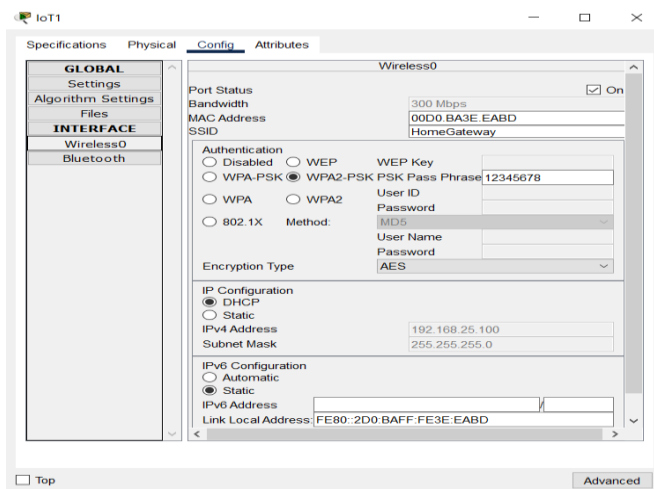 IoT1
Specifications Physical Config Attributes
GLOBAL
Settings
Algorithm Settings
Files
INTERFACE
Wireless0
Bluetooth
Wireless0
Port Status On
Bandwidth 300 Mbps
MAC Address 00D0.BA3E.EABD
SSID HomeGateway
Authentication
Disabled WEP WEP Key
WPA-PSK WPA2-PSK PSK Pass Phrase 12345678
WPA WPA2 User ID
Password
802.1X Method: MD5
User Name
Password
Encryption Type AES
IP Configuration
DHCP
Static
IPv4 Address 192.168.25.100
Subnet Mask 255.255.255.0
IPv6 Configuration
Automatic
Static
IPv6 Address /
Link Local Address: FE80::2D0:BAFF:FE3E:EABD
Top Advanced